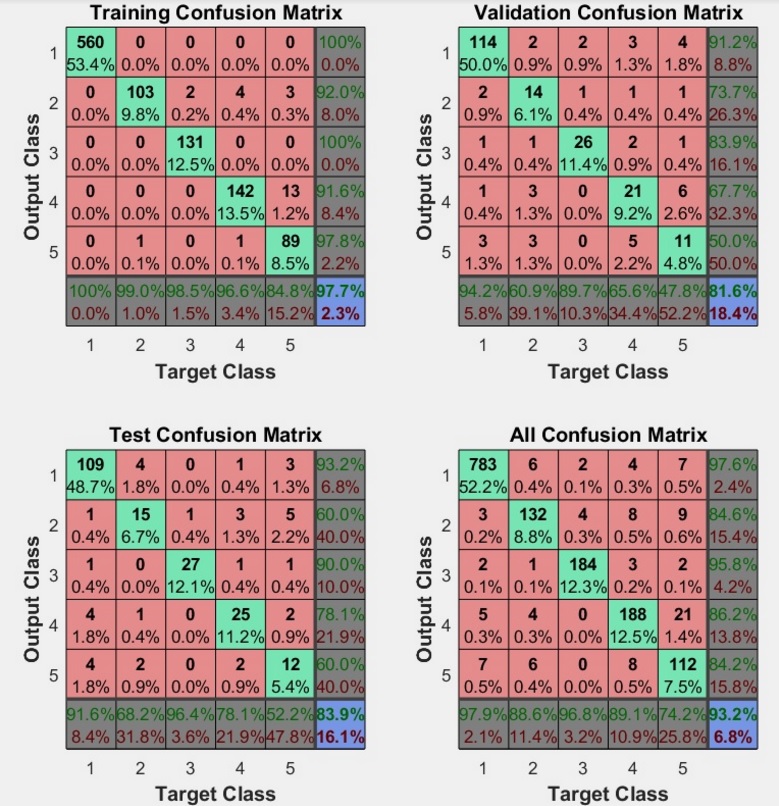 Training Confusion Matrix
Output Class
1
560 0 0 0 0 100%
53.4% 0.0% 0.0% 0.0% 0.0% 0.0%
2
0 103 2 4 3 92.0%
0.0% 9.8% 0.2% 0.4% 0.3% 8.0%
3
0 0 131 0 0 100%
0.0% 0.0% 12.5% 0.0% 0.0% 0.0%
4
0 0 0 142 13 91.6%
0.0% 0.0% 0.0% 13.5% 1.2% 8.4%
5
0 1 0 1 89 97.8%
0.0% 0.1% 0.0% 0.1% 8.5% 2.2%
100% 99.0% 98.5% 96.6% 84.8% 97.7%
0.0% 1.0% 1.5% 3.4% 15.2% 2.3%
1 2 3 4 5
Target Class
Validation Confusion Matrix
Output Class
1
114 2 2 3 4 91.2%
50.0% 0.9% 0.9% 1.3% 1.8% 8.8%
2
2 14 1 1 1 73.7%
0.9% 6.1% 0.4% 0.4% 0.4% 26.3%
3
1 1 26 2 1 83.9%
0.4% 0.4% 11.4% 0.9% 0.4% 16.1%
4
1 3 0 21 6 67.7%
0.4% 1.3% 0.0% 9.2% 2.6% 32.3%
5
3 3 0 5 11 50.0%
1.3% 1.3% 0.0% 2.2% 4.8% 50.0%
94.2% 60.9% 89.7% 65.6% 47.8% 81.6%
5.8% 39.1% 10.3% 34.4% 52.2% 18.4%
1 2 3 4 5
Target Class
Test Confusion Matrix
Output Class
1
109 4 0 1 3 93.2%
48.7% 1.8% 0.0% 0.4% 1.3% 6.8%
2
1 15 1 3 5 60.0%
0.4% 6.7% 0.4% 1.3% 2.2% 40.0%
3
1 0 27 1 1 90.0%
0.4% 0.0% 12.1% 0.4% 0.4% 10.0%
4
4 1 0 25 2 78.1%
1.8% 0.4% 0.0% 11.2% 0.9% 21.9%
5
4 2 0 2 12 60.0%
1.8% 0.9% 0.0% 0.9% 5.4% 40.0%
91.6% 68.2% 96.4% 78.1% 52.2% 83.9%
8.4% 31.8% 3.6% 21.9% 47.8% 16.1%
1 2 3 4 5
Target Class
All Confusion Matrix
Output Class
1
783 6 2 4 7 97.6%
52.2% 0.4% 0.1% 0.3% 0.5% 2.4%
2
3 132 4 8 9 84.6%
0.2% 8.8% 0.3% 0.5% 0.6% 15.4%
3
2 1 184 3 2 95.8%
0.1% 0.1% 12.3% 0.2% 0.1% 4.2%
4
5 4 0 188 21 86.2%
0.3% 0.3% 0.0% 12.5% 1.4% 13.8%
5
7 6 0 8 112 84.2%
0.5% 0.4% 0.0% 0.5% 7.5% 15.8%
97.9% 88.6% 96.8% 89.1% 74.2% 93.2%
2.1% 11.4% 3.2% 10.9% 25.8% 6.8%
1 2 3 4 5
Target Class